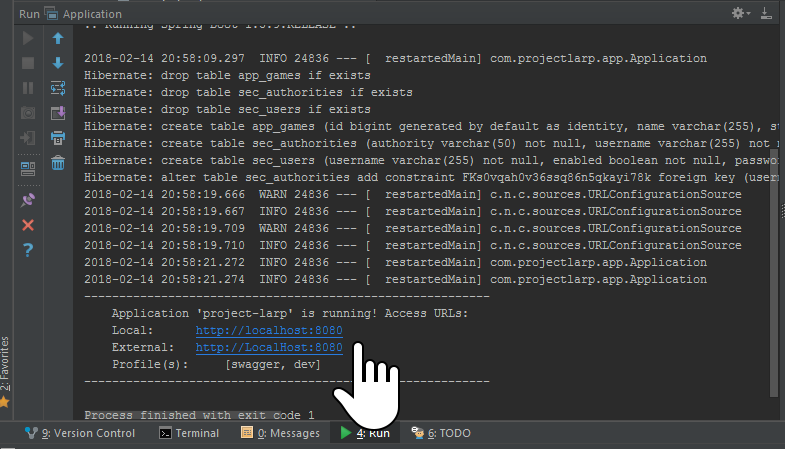 Run Application
2018-02-14 20:58:09.297 INFO 24836 --- [ restartedMain] com.projectlarp.app.Application
Hibernate: drop table app_games if exists
Hibernate: drop table sec_authorities if exists
Hibernate: drop table sec_users if exists
Hibernate: create table app_games (id bigint generated by default as identity, name varchar(255), s
Hibernate: create table sec_authorities (authority varchar(50) not null, username varchar(255) not n
Hibernate: create table sec_users (username varchar(255) not null, enabled boolean not null, passwo
Hibernate: alter table sec_authorities add constraint FKs0vqah0v36ssq86n5qkayi78k foreign key (user
2018-02-14 20:58:19.666 WARN 24836 --- [ restartedMain] c.n.c.sources.URLConfigurationSource
2018-02-14 20:58:19.667 INFO 24836 --- [ restartedMain] c.n.c.sources.URLConfigurationSource
2018-02-14 20:58:19.709 WARN 24836 --- [ restartedMain] c.n.c.sources.URLConfigurationSource
2018-02-14 20:58:19.710 INFO 24836 --- [ restartedMain] c.n.c.sources.URLConfigurationSource
2018-02-14 20:58:21.272 INFO 24836 --- [ restartedMain] com.projectlarp.app.Application
2018-02-14 20:58:21.274 INFO 24836 --- [ restartedMain] com.projectlarp.app.Application
----------------------------------------------------------
Application 'project-larp' is running! Access URLs:
Local: http://localhost:8080
External: http://LocalHost:8080
Profile(s): [swagger, dev]
----------------------------------------------------------
Process finished with exit code 1
2: Favorites
9: Version Control Terminal 0: Messages 4: Run 6: TODO